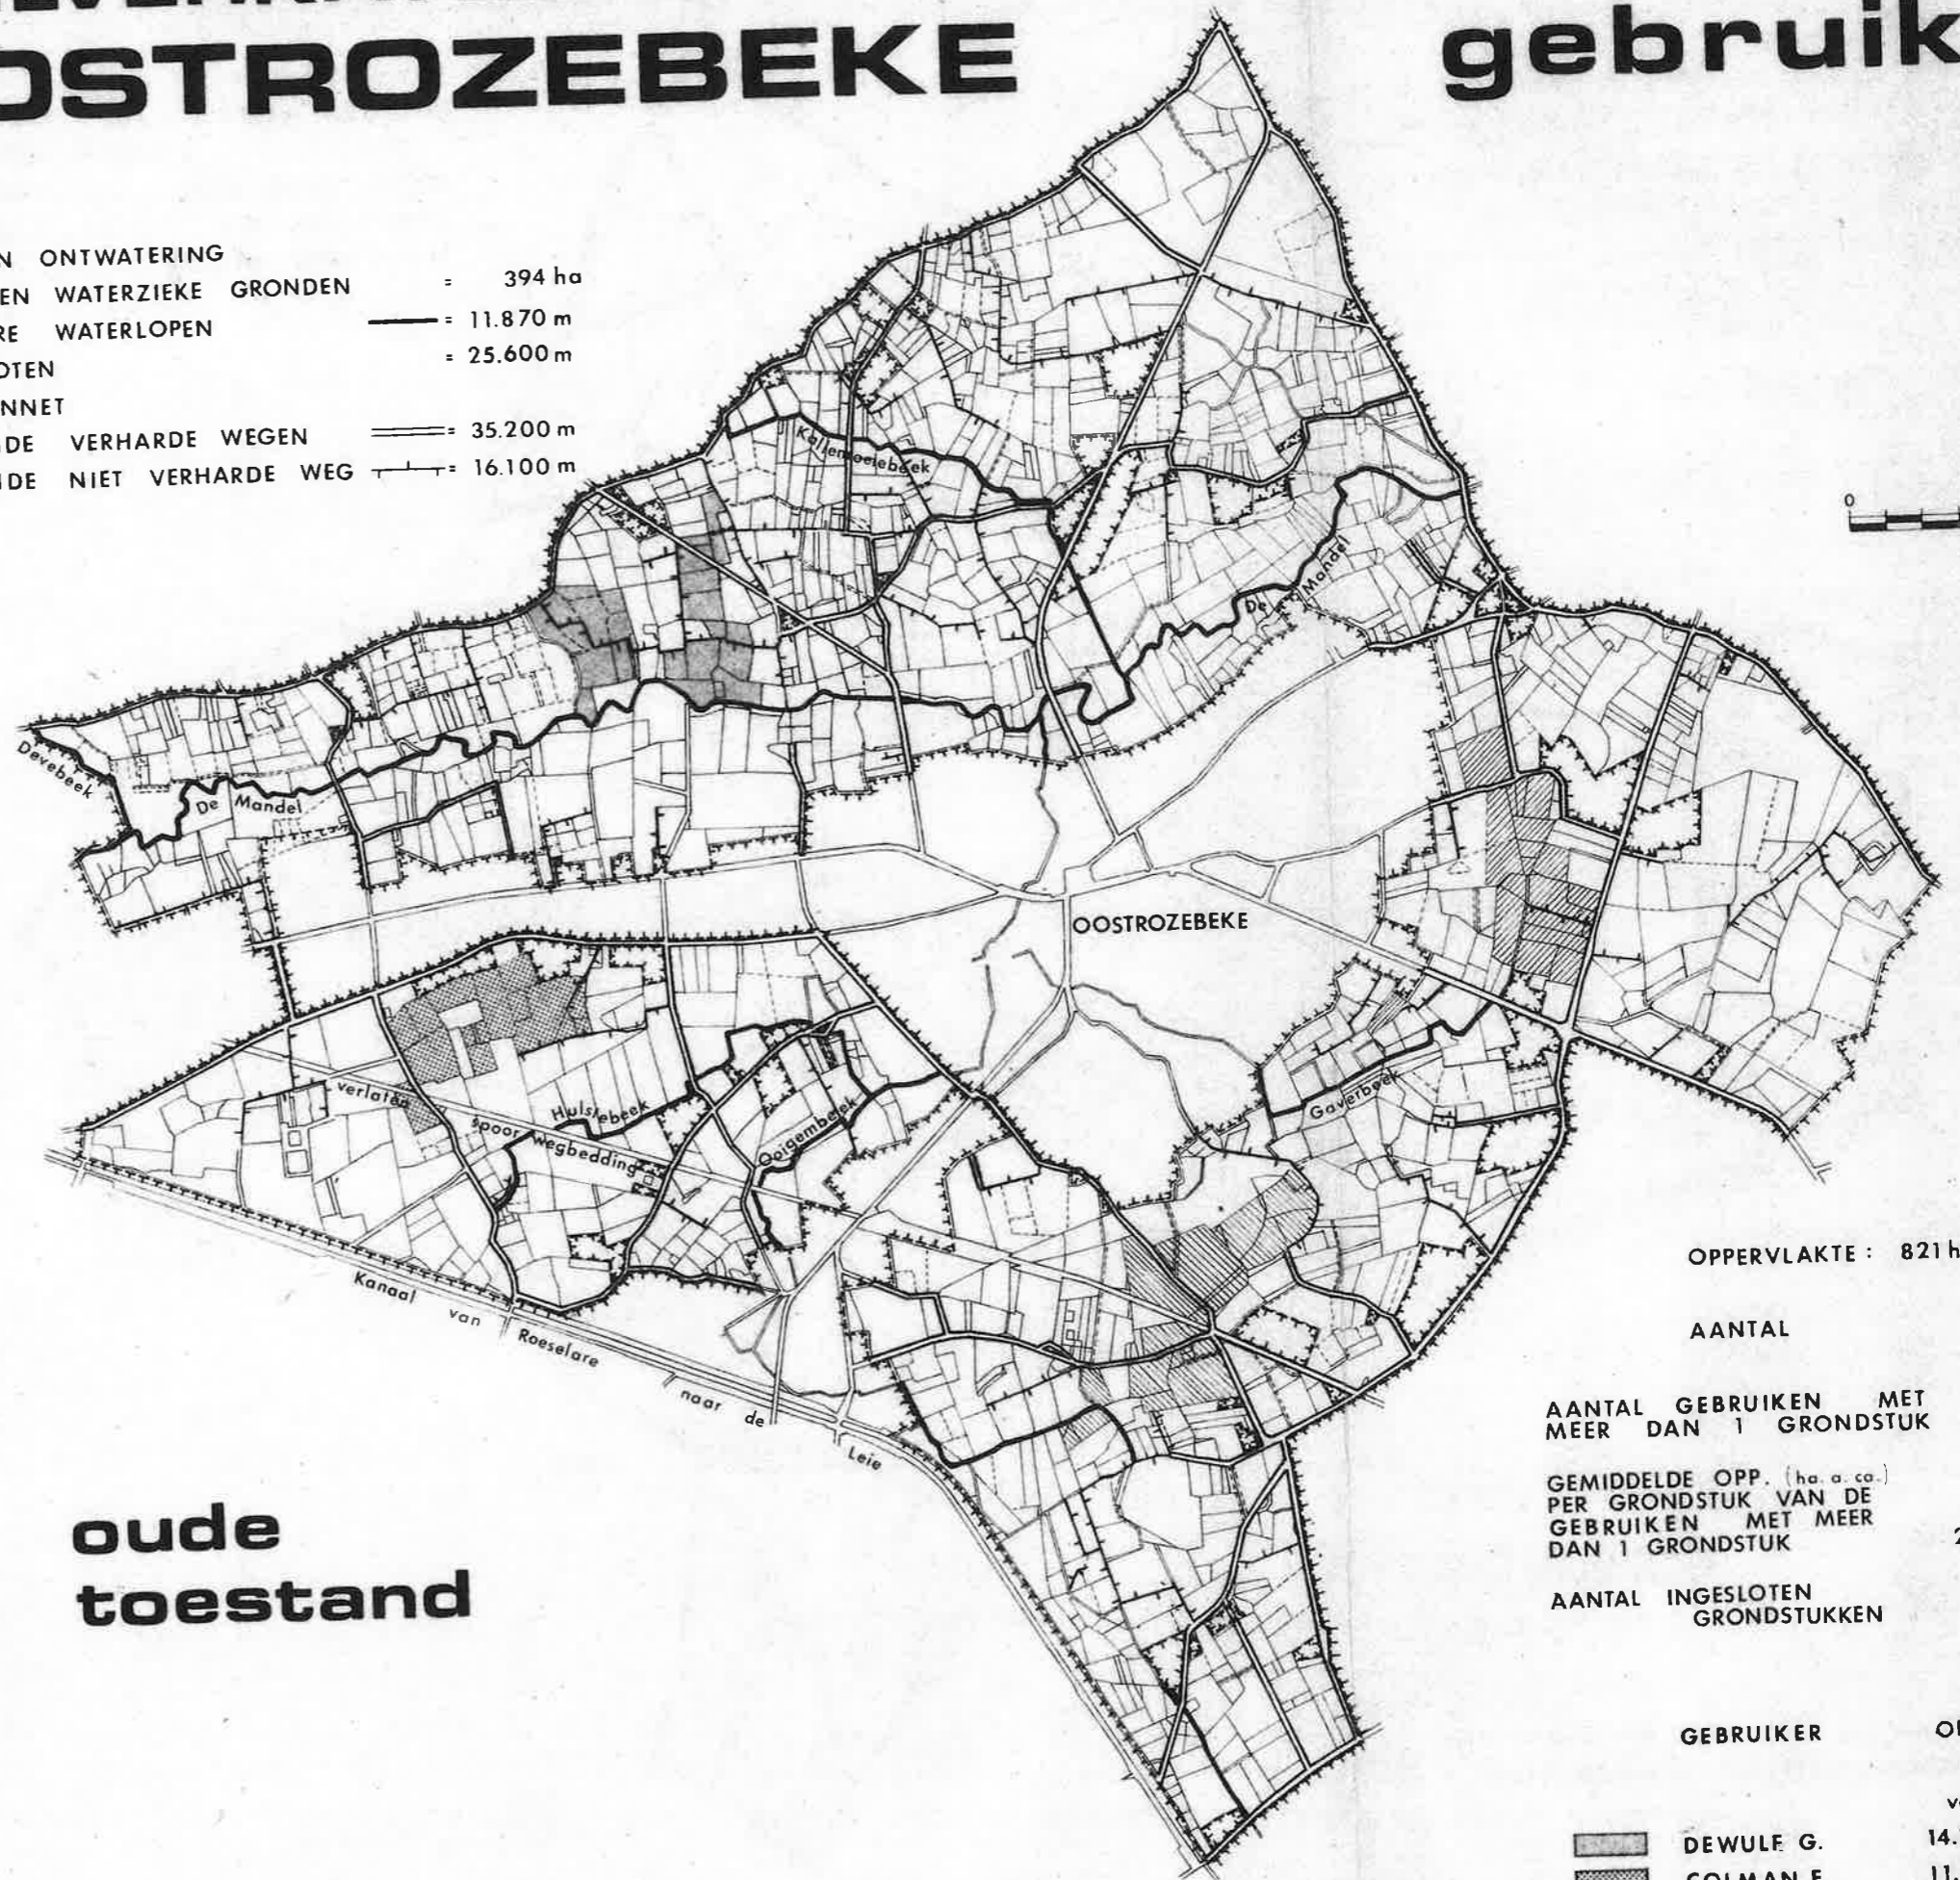 OSTROZEBEKE
gebruik
N ONTWATERING
EN WATERZIEKE GRONDEN = 394 ha
RE WATERLOPEN = 11.870 m
OTEN = 25.600 m
NNET
DE VERHARDE WEGEN = 35.200 m
DE NIET VERHARDE WEG = 16.100 m
0
Kallemoeiebeek
De Mandel
Devebeek
De Mandel
OOSTROZEBEKE
verlaten spoorwegbedding
Hulstebeek
Ooigembeek
Gaverbeek
Kanaal van Roeselare naar de Leie
oude
toestand
OPPERVLAKTE : 821 h
AANTAL
AANTAL GEBRUIKEN MET
MEER DAN 1 GRONDSTUK
GEMIDDELDE OPP. (ha. a. ca.)
PER GRONDSTUK VAN DE
GEBRUIKEN MET MEER
DAN 1 GRONDSTUK 2
AANTAL INGESLOTEN
GRONDSTUKKEN
GEBRUIKER
DEWULF G. 14.
COLMAN E 11.